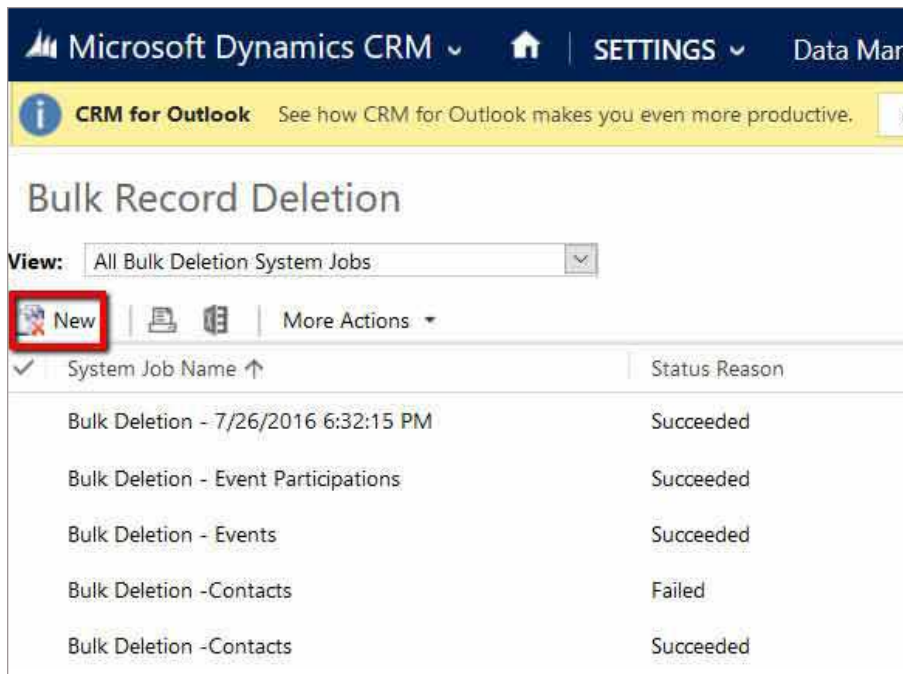 Microsoft Dynamics CRM SETTINGS Data Mar
CRM for Outlook See how CRM for Outlook makes you even more productive.
Bulk Record Deletion
View: All Bulk Deletion System Jobs
New More Actions
System Job Name Status Reason
Bulk Deletion - 7/26/2016 6:32:15 PM Succeeded
Bulk Deletion - Event Participations Succeeded
Bulk Deletion - Events Succeeded
Bulk Deletion -Contacts Failed
Bulk Deletion -Contacts Succeeded